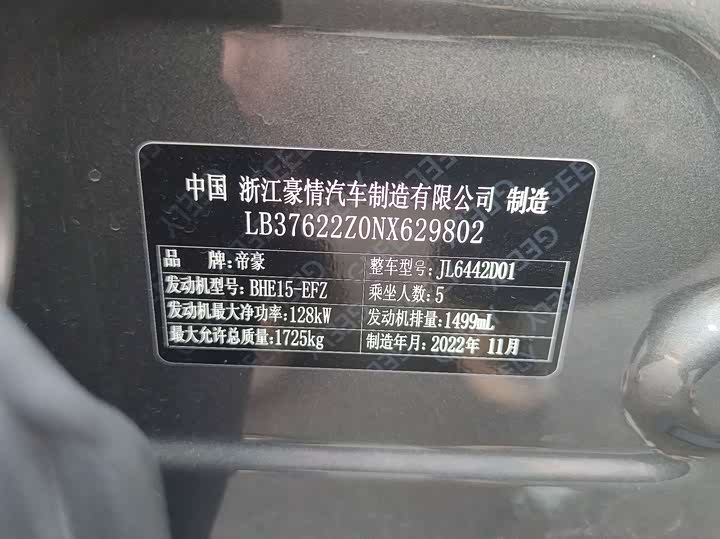 中国 浙江豪情汽车制造有限公司 制造
LB37622Z0NX629802
品 牌:帝豪 整车型号:JL6442D01
发动机型号:BHE15-EFZ 乘坐人数:5
发动机最大净功率:128kW 发动机排量:1499mL
最大允许总质量:1725kg 制造年月:2022年 11月
GEELY